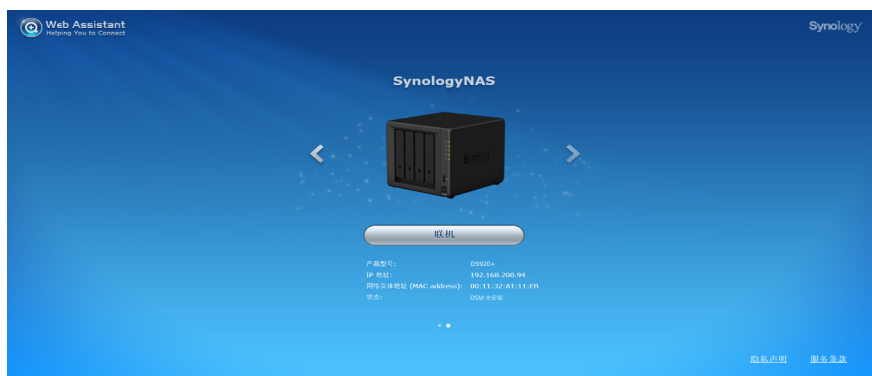 Web Assistant
Helping You to Connect
Synology
SynologyNAS
Synology
联机
产品型号: DS920+
IP 地址: 192.168.200.94
网络实体地址 (MAC address): 00:11:32:A1:11:EB
状态: DSM 未安装
隐私声明 服务条款